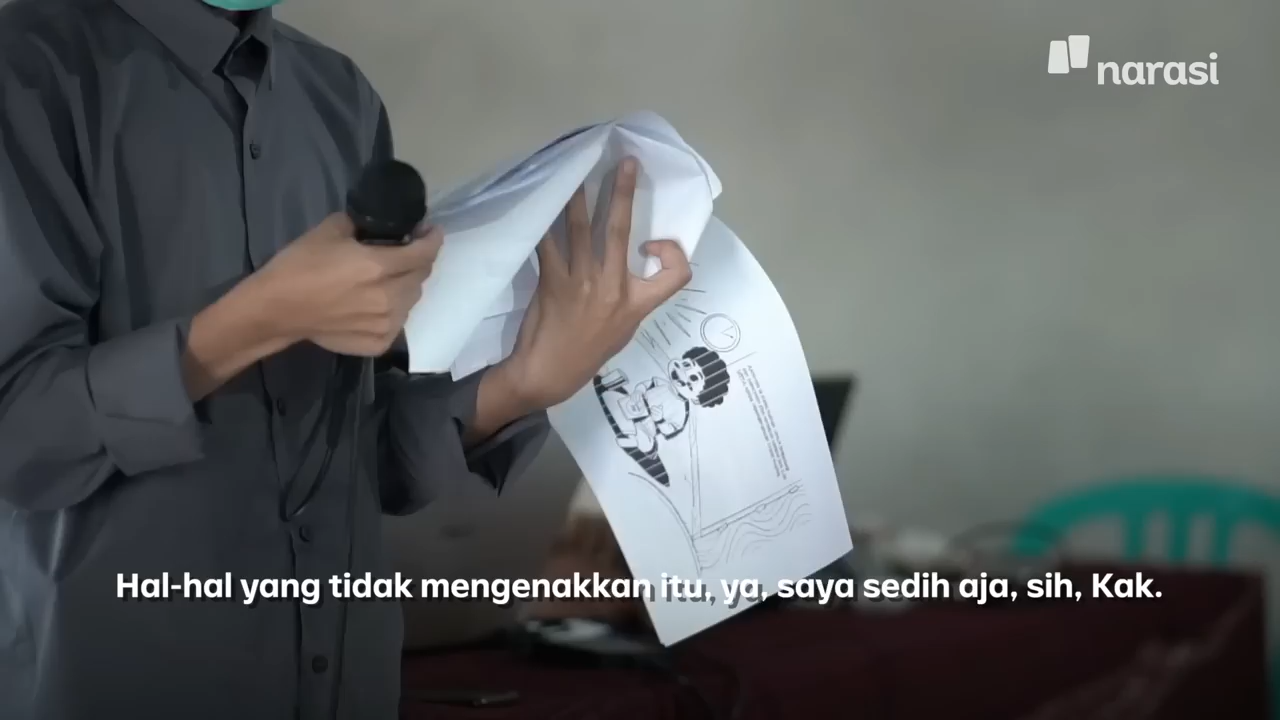 narasi
Hal-hal yang tidak mengenakkan itu, ya, saya sedih aja, sih, Kak.